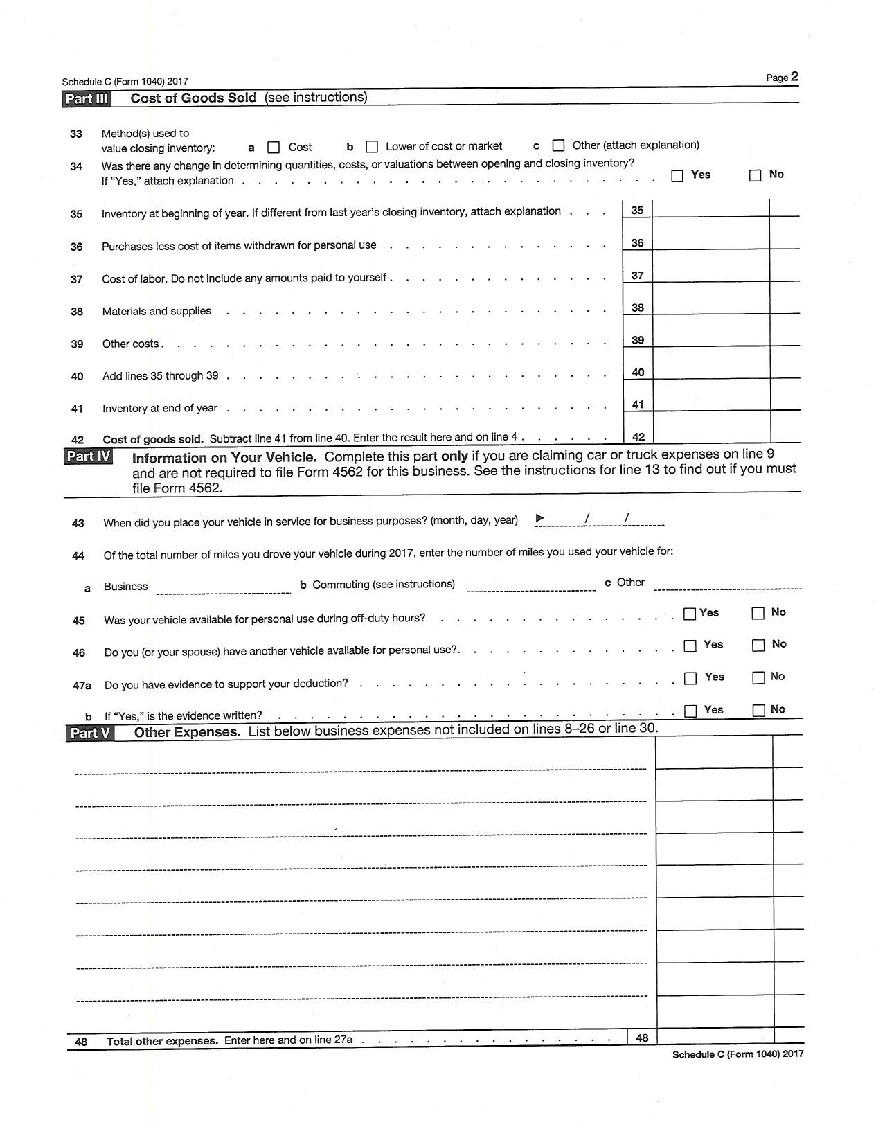 Schedule C (Form 1040) 2017 Page 2
Part III Cost of Goods Sold (see instructions)
33 Method(s) used to
value closing inventory: a Cost b Lower of cost or market c Other (attach explanation)
34 Was there any change in determining quantities, costs, or valuations between opening and closing inventory?
If "Yes," attach explanation . . . . . . . . . . . . . . . . . . . . . . . . . . Yes No
35 Inventory at beginning of year. If different from last year's closing inventory, attach explanation . . . 35
36 Purchases less cost of items withdrawn for personal use . . . . . . . . . . . . . . 36
37 Cost of labor. Do not include any amounts paid to yourself . . . . . . . . . . . . . . 37
38 Materials and supplies . . . . . . . . . . . . . . . . . . . . . . . . 38
39 Other costs . . . . . . . . . . . . . . . . . . . . . . . . . . . . 39
40 Add lines 35 through 39 . . . . . . . . . . . . . . . . . . . . . . . . 40
41 Inventory at end of year . . . . . . . . . . . . . . . . . . . . . . . . 41
42 Cost of goods sold. Subtract line 41 from line 40. Enter the result here and on line 4 . . . . . . 42
Part IV Information on Your Vehicle. Complete this part only if you are claiming car or truck expenses on line 9
and are not required to file Form 4562 for this business. See the instructions for line 13 to find out if you must
file Form 4562.
43 When did you place your vehicle in service for business purposes? (month, day, year) ▶ / /
44 Of the total number of miles you drove your vehicle during 2017, enter the number of miles you used your vehicle for:
a Business b Commuting (see instructions) c Other
45 Was your vehicle available for personal use during off-duty hours? . . . . . . . . . . . . . . . Yes No
46 Do you (or your spouse) have another vehicle available for personal use?. . . . . . . . . . . . . . Yes No
47a Do you have evidence to support your deduction? . . . . . . . . . . . . . . . . . . . . Yes No
b If "Yes," is the evidence written? . . . . . . . . . . . . . . . . . . . . . . . . Yes No
Part V Other Expenses. List below business expenses not included on lines 8–26 or line 30.
48 Total other expenses. Enter here and on line 27a . . . . . . . . . . . . . . . . 48
Schedule C (Form 1040) 2017